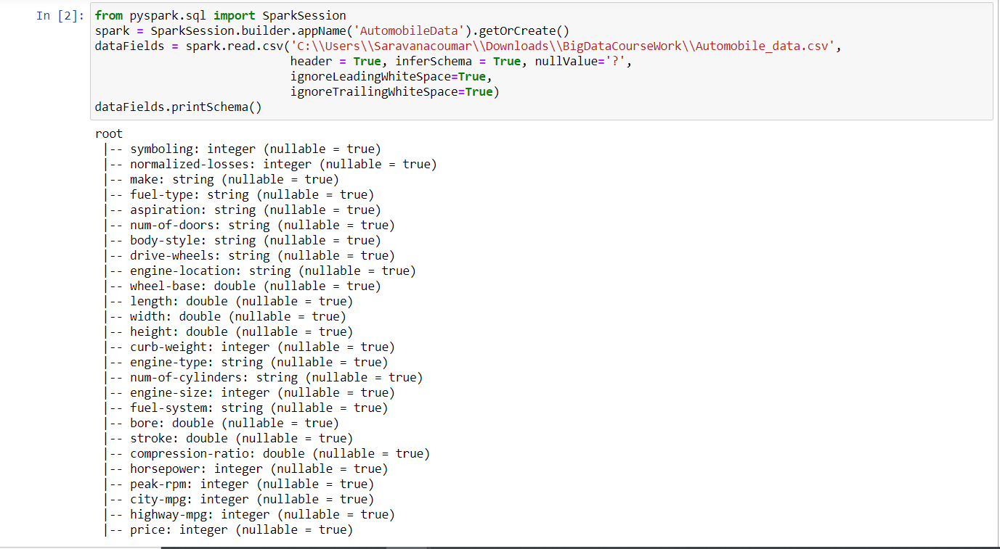 In [2]: from pyspark.sql import SparkSession
spark = SparkSession.builder.appName('AutomobileData').getOrCreate()
dataFields = spark.read.csv('C:\\Users\\Saravanacoumar\\Downloads\\BigDataCourseWork\\Automobile_data.csv',
header = True, inferSchema = True, nullValue='?',
ignoreLeadingWhiteSpace=True,
ignoreTrailingWhiteSpace=True)
dataFields.printSchema()
root
|-- symboling: integer (nullable = true)
|-- normalized-losses: integer (nullable = true)
|-- make: string (nullable = true)
|-- fuel-type: string (nullable = true)
|-- aspiration: string (nullable = true)
|-- num-of-doors: string (nullable = true)
|-- body-style: string (nullable = true)
|-- drive-wheels: string (nullable = true)
|-- engine-location: string (nullable = true)
|-- wheel-base: double (nullable = true)
|-- length: double (nullable = true)
|-- width: double (nullable = true)
|-- height: double (nullable = true)
|-- curb-weight: integer (nullable = true)
|-- engine-type: string (nullable = true)
|-- num-of-cylinders: string (nullable = true)
|-- engine-size: integer (nullable = true)
|-- fuel-system: string (nullable = true)
|-- bore: double (nullable = true)
|-- stroke: double (nullable = true)
|-- compression-ratio: double (nullable = true)
|-- horsepower: integer (nullable = true)
|-- peak-rpm: integer (nullable = true)
|-- city-mpg: integer (nullable = true)
|-- highway-mpg: integer (nullable = true)
|-- price: integer (nullable = true)